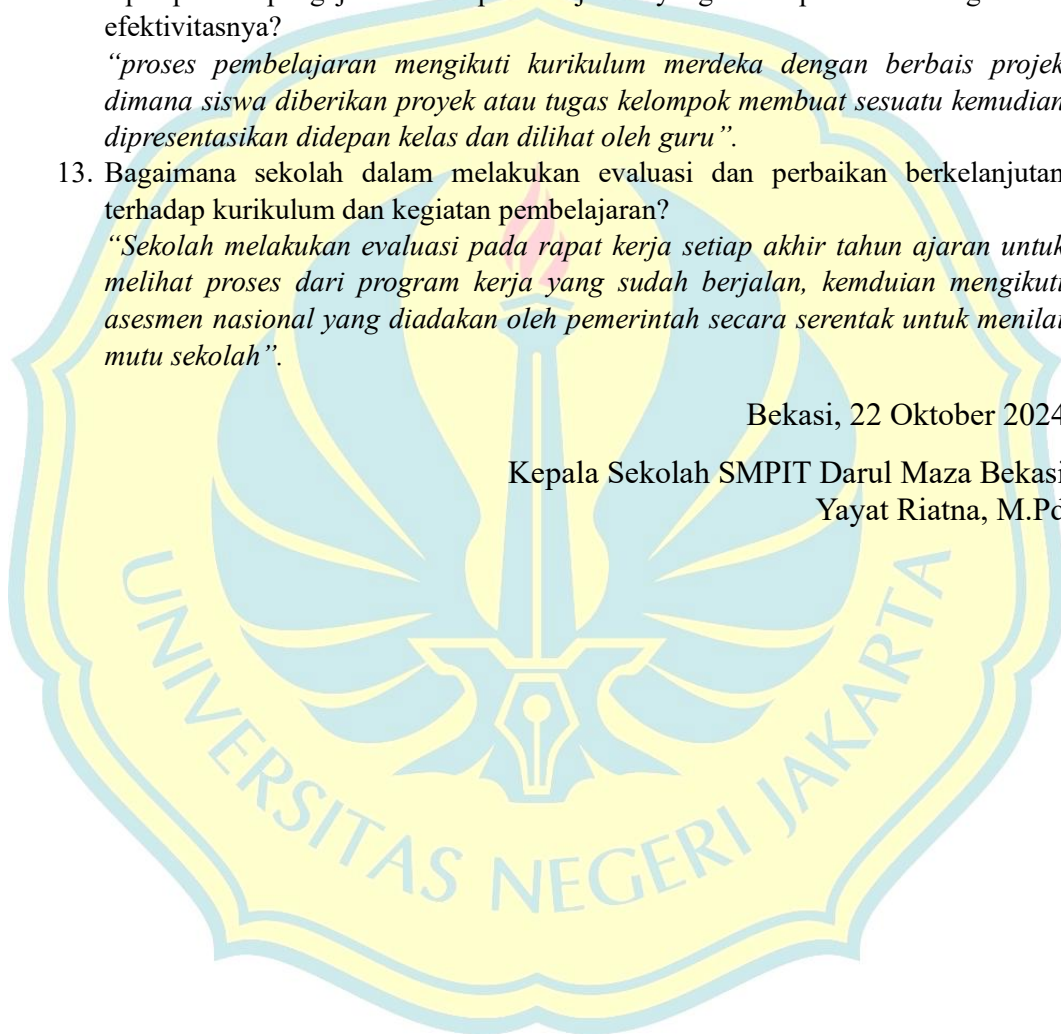 efektivitasnya?
“proses pembelajaran mengikuti kurikulum merdeka dengan berbais projek
dimana siswa diberikan proyek atau tugas kelompok membuat sesuatu kemudian
dipresentasikan didepan kelas dan dilihat oleh guru”.
13. Bagaimana sekolah dalam melakukan evaluasi dan perbaikan berkelanjutan
terhadap kurikulum dan kegiatan pembelajaran?
“Sekolah melakukan evaluasi pada rapat kerja setiap akhir tahun ajaran untuk
melihat proses dari program kerja yang sudah berjalan, kemduian mengikuti
asesmen nasional yang diadakan oleh pemerintah secara serentak untuk menilai
mutu sekolah”.
Bekasi, 22 Oktober 2024
Kepala Sekolah SMPIT Darul Maza Bekasi
Yayat Riatna, M.Pd
UNIVERSITAS NEGERI JAKARTA